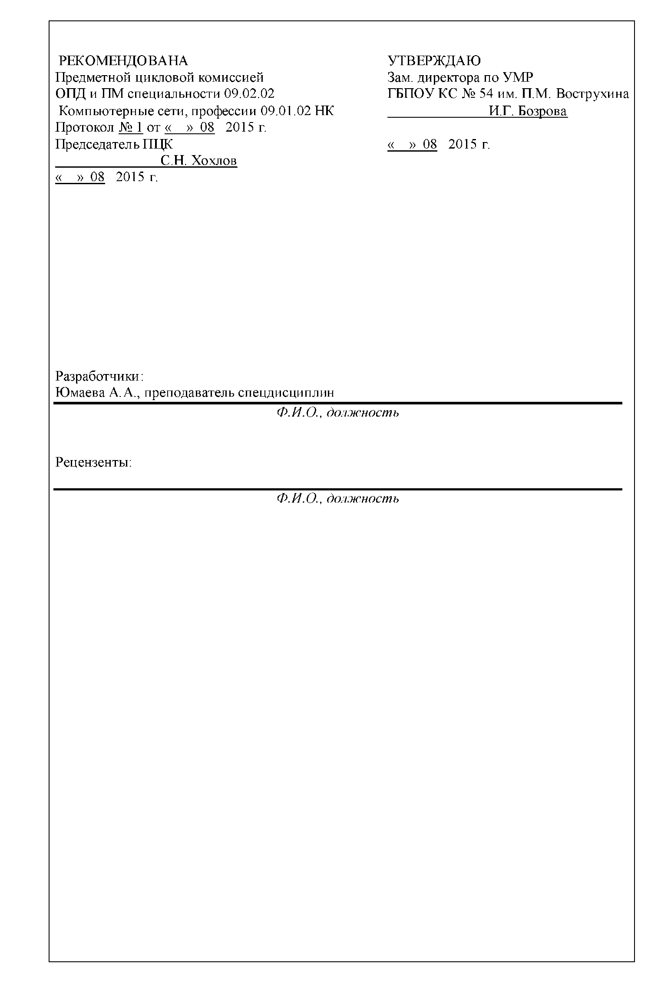 РЕКОМЕНДОВАНА
Предметной цикловой комиссией
ОПД и ПМ специальности 09.02.02
Компьютерные сети, профессии 09.01.02 НК
Протокол № 1 от «    » 08   2015 г.
Председатель ПЦК
С.Н. Хохлов
«    » 08   2015 г.
УТВЕРЖДАЮ
Зам. директора по УМР
ГБПОУ КС № 54 им. П.М. Вострухина
И.Г. Бозрова
«    » 08   2015 г.
Разработчики:
Юмаева А.А., преподаватель спецдисциплин
Ф.И.О., должность
Рецензенты:
Ф.И.О., должность